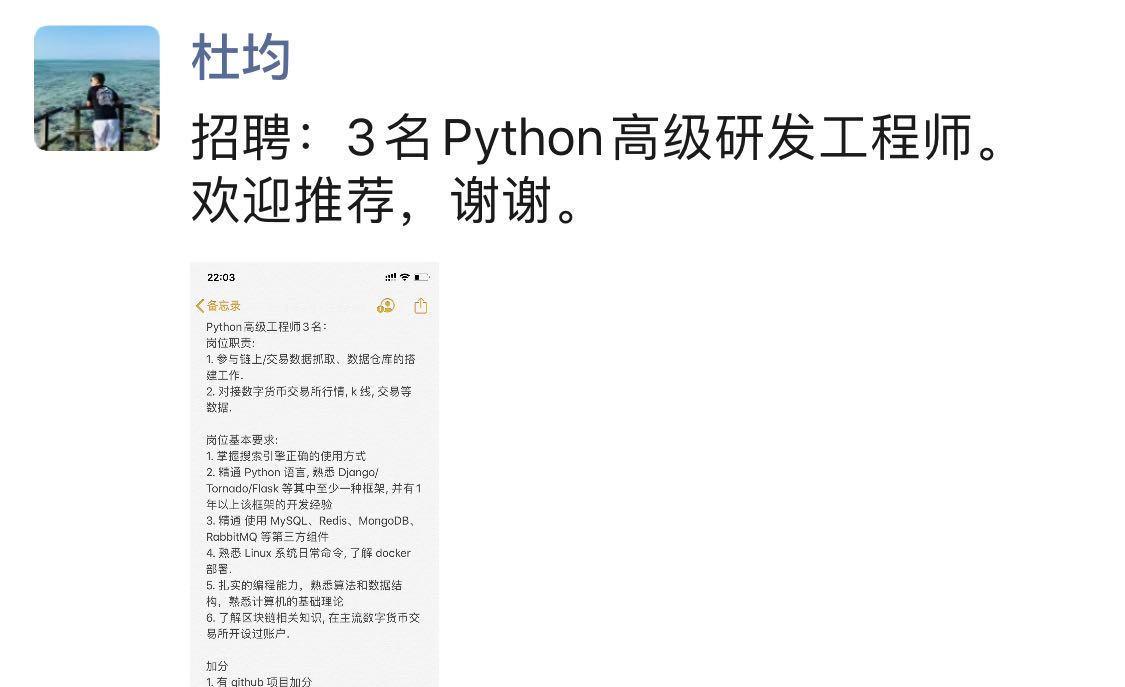 杜均
招聘：3名Python高级研发工程师。
欢迎推荐，谢谢。
22:03
备忘录
Python高级工程师3名：
岗位职责:
1. 参与链上/交易数据抓取、数据仓库的搭
建工作.
2. 对接数字货币交易所行情, k 线, 交易等
数据.
岗位基本要求:
1. 掌握搜索引擎正确的使用方式
2. 精通 Python 语言, 熟悉 Django/
Tornado/Flask 等其中至少一种框架, 并有1
年以上该框架的开发经验
3. 精通 使用 MySQL、Redis、MongoDB、
RabbitMQ 等第三方组件
4. 熟悉 Linux 系统日常命令, 了解 docker
部署.
5. 扎实的编程能力，熟悉算法和数据结
构，熟悉计算机的基础理论
6. 了解区块链相关知识, 在主流数字货币交
易所开设过账户.
加分
1. 有 github 项目加分